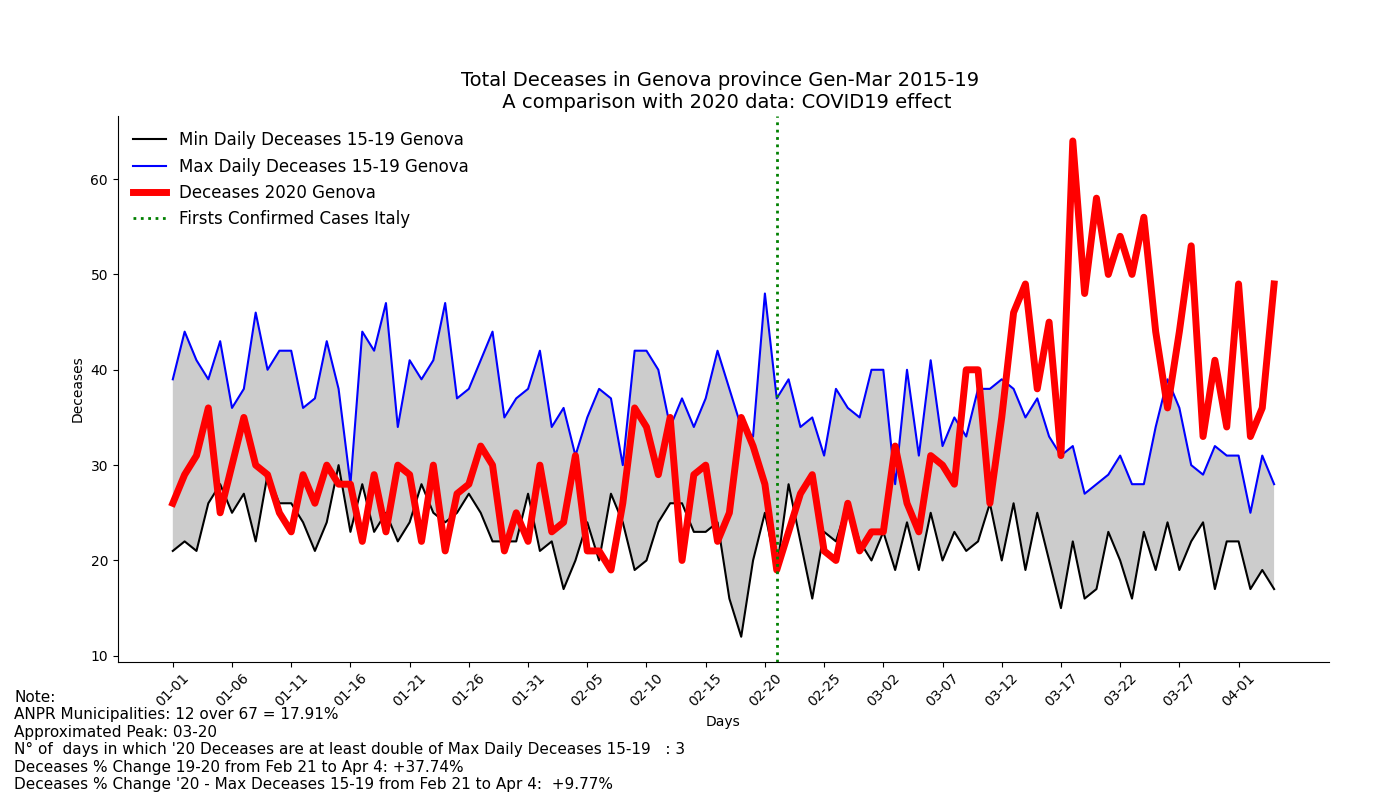 Total Deceases in Genova province Gen-Mar 2015-19
A comparison with 2020 data: COVID19 effect
Min Daily Deceases 15-19 Genova
Max Daily Deceases 15-19 Genova
Deceases 2020 Genova
Firsts Confirmed Cases Italy
60
50
40
30
20
10
Deceases
01-01
01-06
01-11
01-16
01-21
01-26
01-31
02-05
02-10
02-15
02-20
02-25
03-02
03-07
03-12
03-17
03-22
03-27
04-01
Days
Note:
ANPR Municipalities: 12 over 67 = 17.91%
Approximated Peak: 03-20
N° of  days in which '20 Deceases are at least double of Max Daily Deceases 15-19   : 3
Deceases % Change 19-20 from Feb 21 to Apr 4: +37.74%
Deceases % Change '20 - Max Deceases 15-19 from Feb 21 to Apr 4:  +9.77%